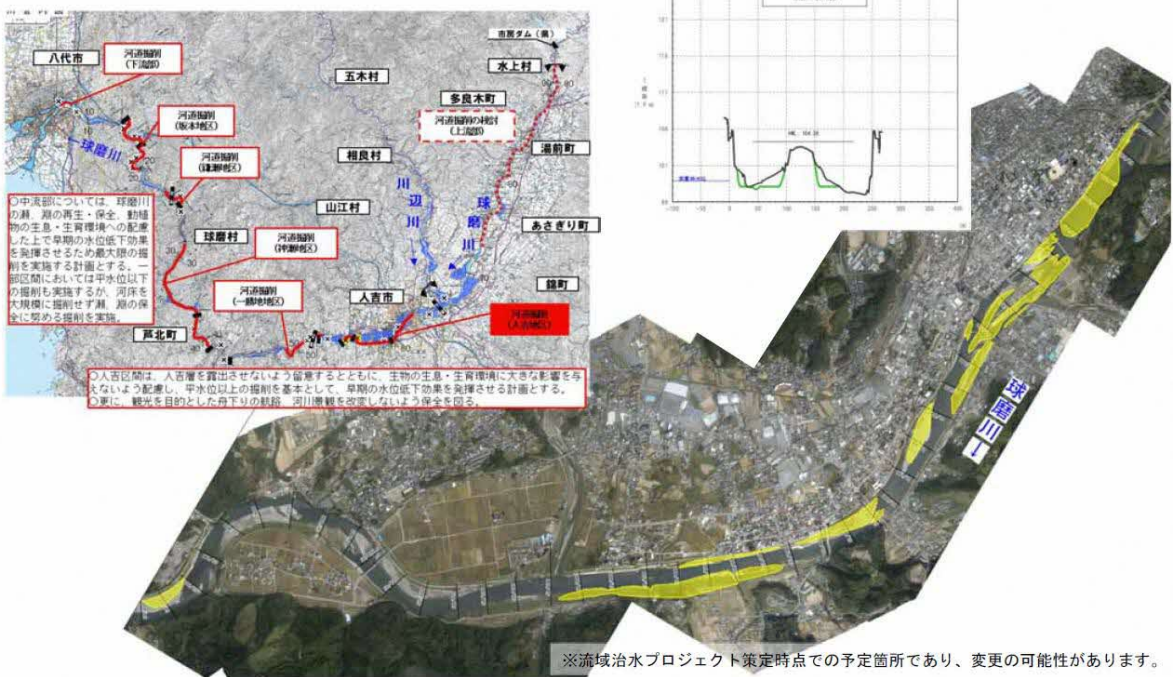 八代市
河道掘削
(下流部)
五木村
市房ダム（県）
水上村
多良木町
河道掘削の検討
(上流部)
湯前町
河道掘削
(坂本地区)
←球磨川
相良村
川辺川
球磨川
山江村
あさぎり町
○中流部については、球磨川
の瀬、淵の再生・保全、動植
物の生息・生育環境への配慮
した上で早期の水位低下効果
を発揮させるため最大限の掘
削を実施する計画とする。一
部区間においては平水位以下
の掘削も実施するが、河床を
大規模に掘削せず瀬、淵の保
全に努める掘削を実施。
球磨村
河道掘削
(神瀬地区)
河道掘削
(一勝地地区)
人吉市
錦町
河道掘削
(人吉地区)
芦北町
○人吉区間は、人吉層を露出させないよう留意するとともに、生物の生息・生育環境に大きな影響を与
えないよう配慮し、平水位以上の掘削を基本として、早期の水位低下効果を発揮させる計画とする。
○更に、観光を目的とした舟下りの航路、河川景観を改変しないよう保全を図る。
-100
-50
0
50
100
150
200
250
300
350
400
球磨川→
※流域治水プロジェクト策定時点での予定箇所であり、変更の可能性があります。